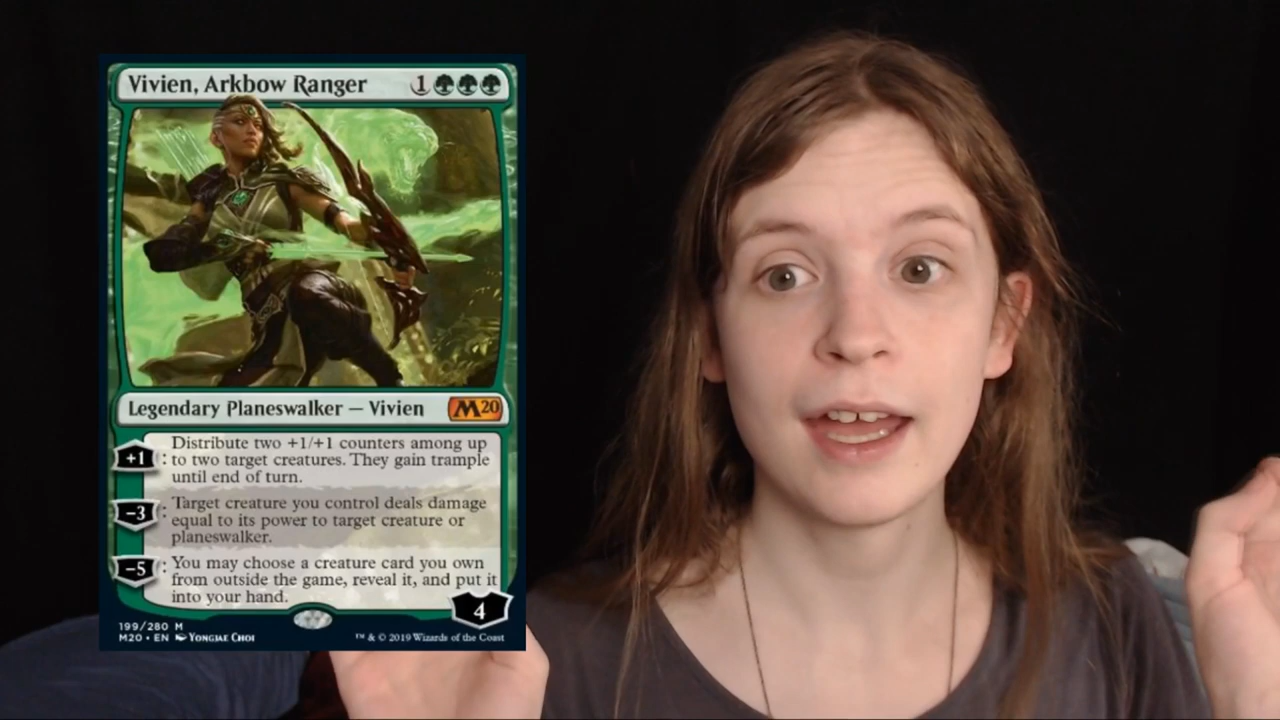 Vivien, Arkbow Ranger 1
Legendary Planeswalker — Vivien M20
+1: Distribute two +1/+1 counters among up
to two target creatures. They gain trample
until end of turn.
−3: Target creature you control deals damage
equal to its power to target creature or
planeswalker.
−5: You may choose a creature card you own
from outside the game, reveal it, and put it
into your hand.
4
199/280 M
M20 • EN Yongjae Choi
™ & © 2019 Wizards of the Coast